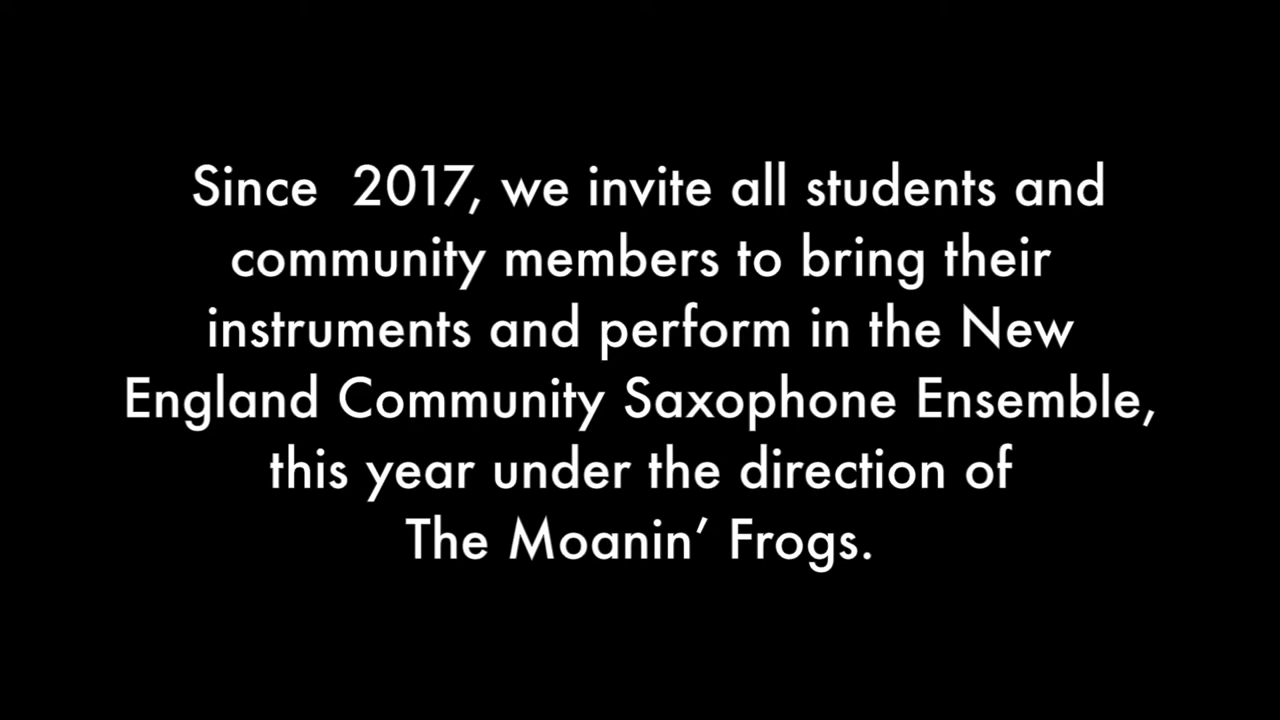 Since  2017, we invite all students and
community members to bring their
instruments and perform in the New
England Community Saxophone Ensemble,
this year under the direction of
The Moanin’ Frogs.